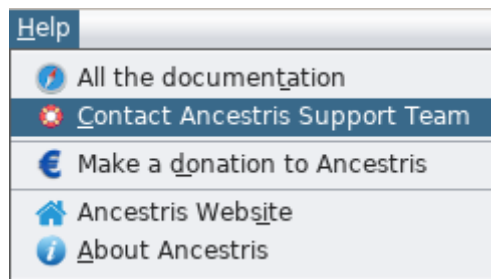 Help
All the documentation
Contact Ancestris Support Team
Make a donation to Ancestris
Ancestris Website
About Ancestris